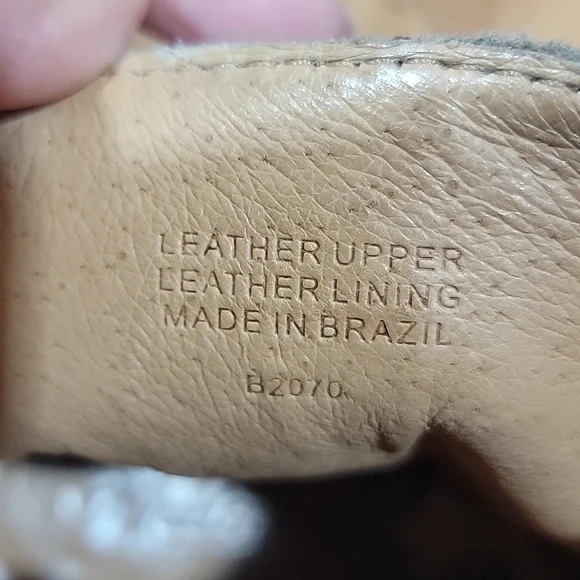 LEATHER UPPER
LEATHER LINING
MADE IN BRAZIL
B2070